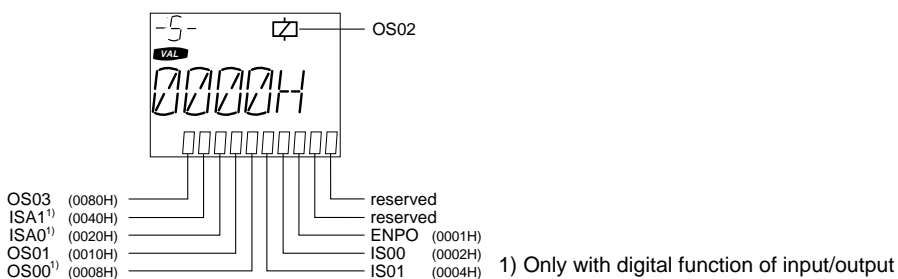 -5-
OS02
VAL
0000H
OS03 (0080H)
ISA1¹⁾ (0040H)
ISA0¹⁾ (0020H)
OS01 (0010H)
OS00¹⁾ (0008H)
reserved
reserved
ENPO (0001H)
IS00 (0002H)
IS01 (0004H)
1) Only with digital function of input/output